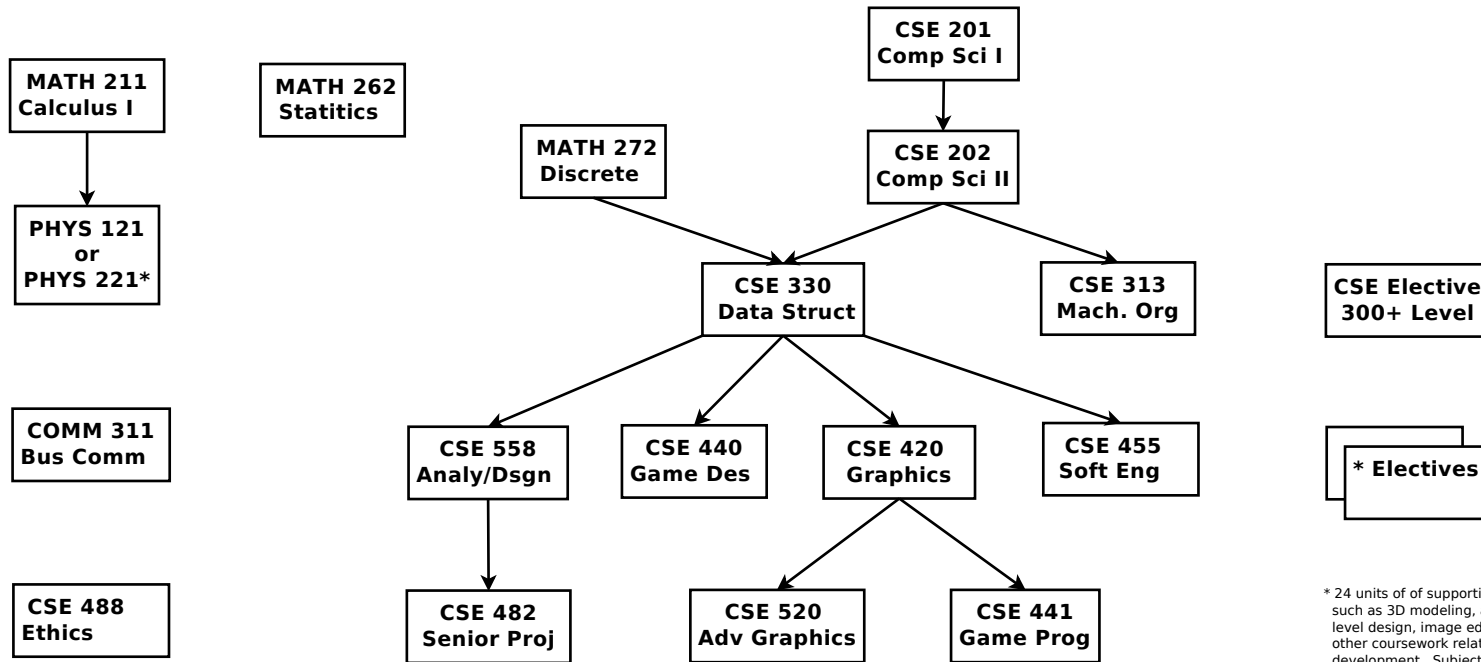 CSE 201
Comp Sci I
MATH 211
Calculus I
MATH 262
Statitics
MATH 272
Discrete
CSE 202
Comp Sci II
PHYS 121
or
PHYS 221*
CSE 330
Data Struct
CSE 313
Mach. Org
CSE Elective
300+ Level
COMM 311
Bus Comm
CSE 558
Analy/Dsgn
CSE 440
Game Des
CSE 420
Graphics
CSE 455
Soft Eng
* Electives
CSE 488
Ethics
CSE 482
Senior Proj
CSE 520
Adv Graphics
CSE 441
Game Prog
* 24 units of of
such as 3D modeling,
level design, image
other coursework
development. Subject